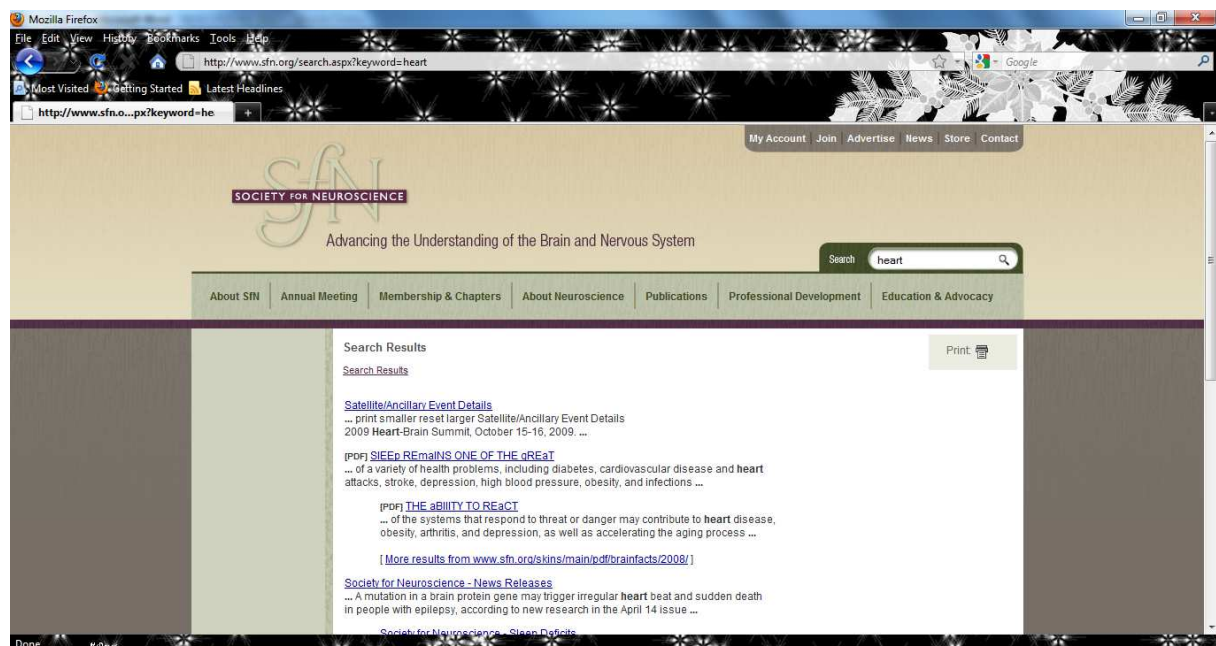 Mozilla Firefox
File Edit View History Bookmarks Tools Help
http://www.sfn.org/search.aspx?keyword=heart
Google
Most Visited Getting Started Latest Headlines
http://www.sfn.o...px?keyword=he
My Account Join Advertise News Store Contact
SfN
SOCIETY FOR NEUROSCIENCE
Advancing the Understanding of the Brain and Nervous System
Search heart
About SfN Annual Meeting Membership & Chapters About Neuroscience Publications Professional Development Education & Advocacy
Search Results
Print:
Search Results
Satellite/Ancillary Event Details
... print smaller reset larger Satellite/Ancillary Event Details
2009 Heart-Brain Summit, October 15-16, 2009. ...
[PDF] SlEEp REmaINS ONE OF THE gREaT
... of a variety of health problems, including diabetes, cardiovascular disease and heart
attacks, stroke, depression, high blood pressure, obesity, and infections ...
[PDF] THE aBIlITY TO REaCT
... of the systems that respond to threat or danger may contribute to heart disease,
obesity, arthritis, and depression, as well as accelerating the aging process ...
[ More results from www.sfn.org/skins/main/pdf/brainfacts/2008/ ]
Society for Neuroscience - News Releases
... A mutation in a brain protein gene may trigger irregular heart beat and sudden death
in people with epilepsy, according to new research in the April 14 issue ...
Society for Neuroscience - Sleep Deficits
Done